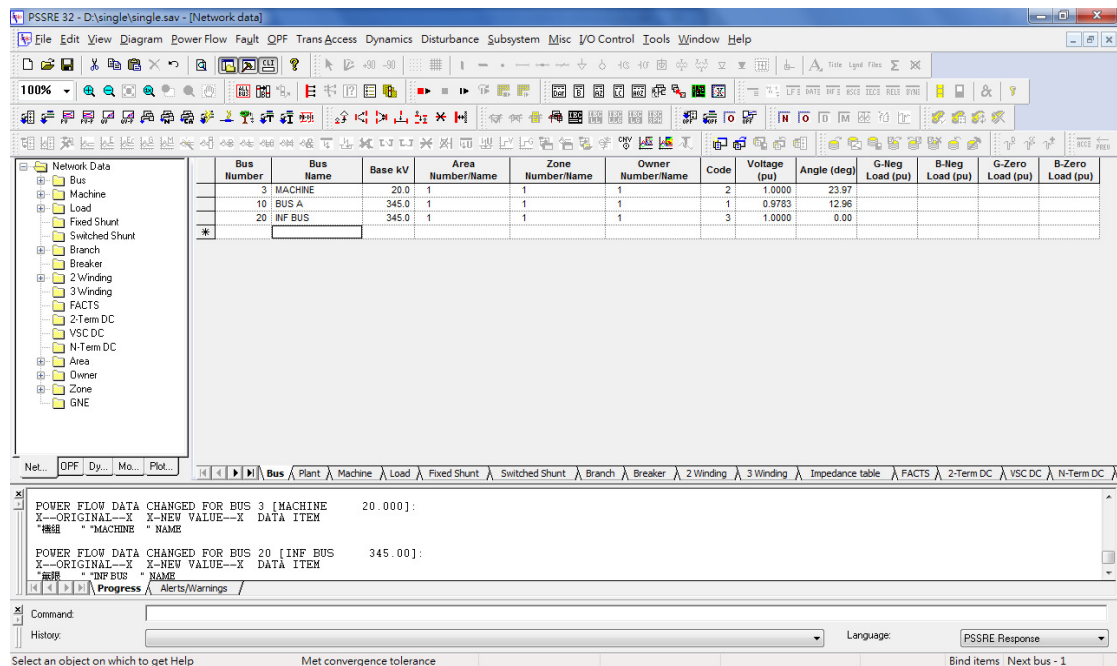 PSSRE 32 - D:\single\single.sav - [Network data]
File Edit View Diagram Power Flow Fault OPF Trans Access Dynamics Disturbance Subsystem Misc I/O Control Tools Window Help
CLI +90 -90 Title Lgnd Files
100%
Network Data
Bus
Machine
Load
Fixed Shunt
Switched Shunt
Branch
Breaker
2 Winding
3 Winding
FACTS
2-Term DC
VSC DC
N-Term DC
Area
Owner
Zone
GNE
Net... OPF Dy... Mo... Plot...
Bus Number Bus Name Base kV Area Number/Name Zone Number/Name Owner Number/Name Code Voltage (pu) Angle (deg) G-Neg Load (pu) B-Neg Load (pu) G-Zero Load (pu) B-Zero Load (pu)
3 MACHINE 20.0 1 1 1 2 1.0000 23.97
10 BUS A 345.0 1 1 1 1 0.9783 12.96
20 INF BUS 345.0 1 1 1 3 1.0000 0.00
*
Bus Plant Machine Load Fixed Shunt Switched Shunt Branch Breaker 2 Winding 3 Winding Impedance table FACTS 2-Term DC VSC DC N-Term DC
POWER FLOW DATA CHANGED FOR BUS 3 [MACHINE 20.000]:
X--ORIGINAL--X X-NEW VALUE--X DATA ITEM
"機組 " "MACHINE " NAME
POWER FLOW DATA CHANGED FOR BUS 20 [INF BUS 345.00]:
X--ORIGINAL--X X-NEW VALUE--X DATA ITEM
"無限 " "INF BUS " NAME
Progress Alerts/Warnings
Command:
History: Language: PSSRE Response
Select an object on which to get Help Met convergence tolerance Bind items Next bus - 1